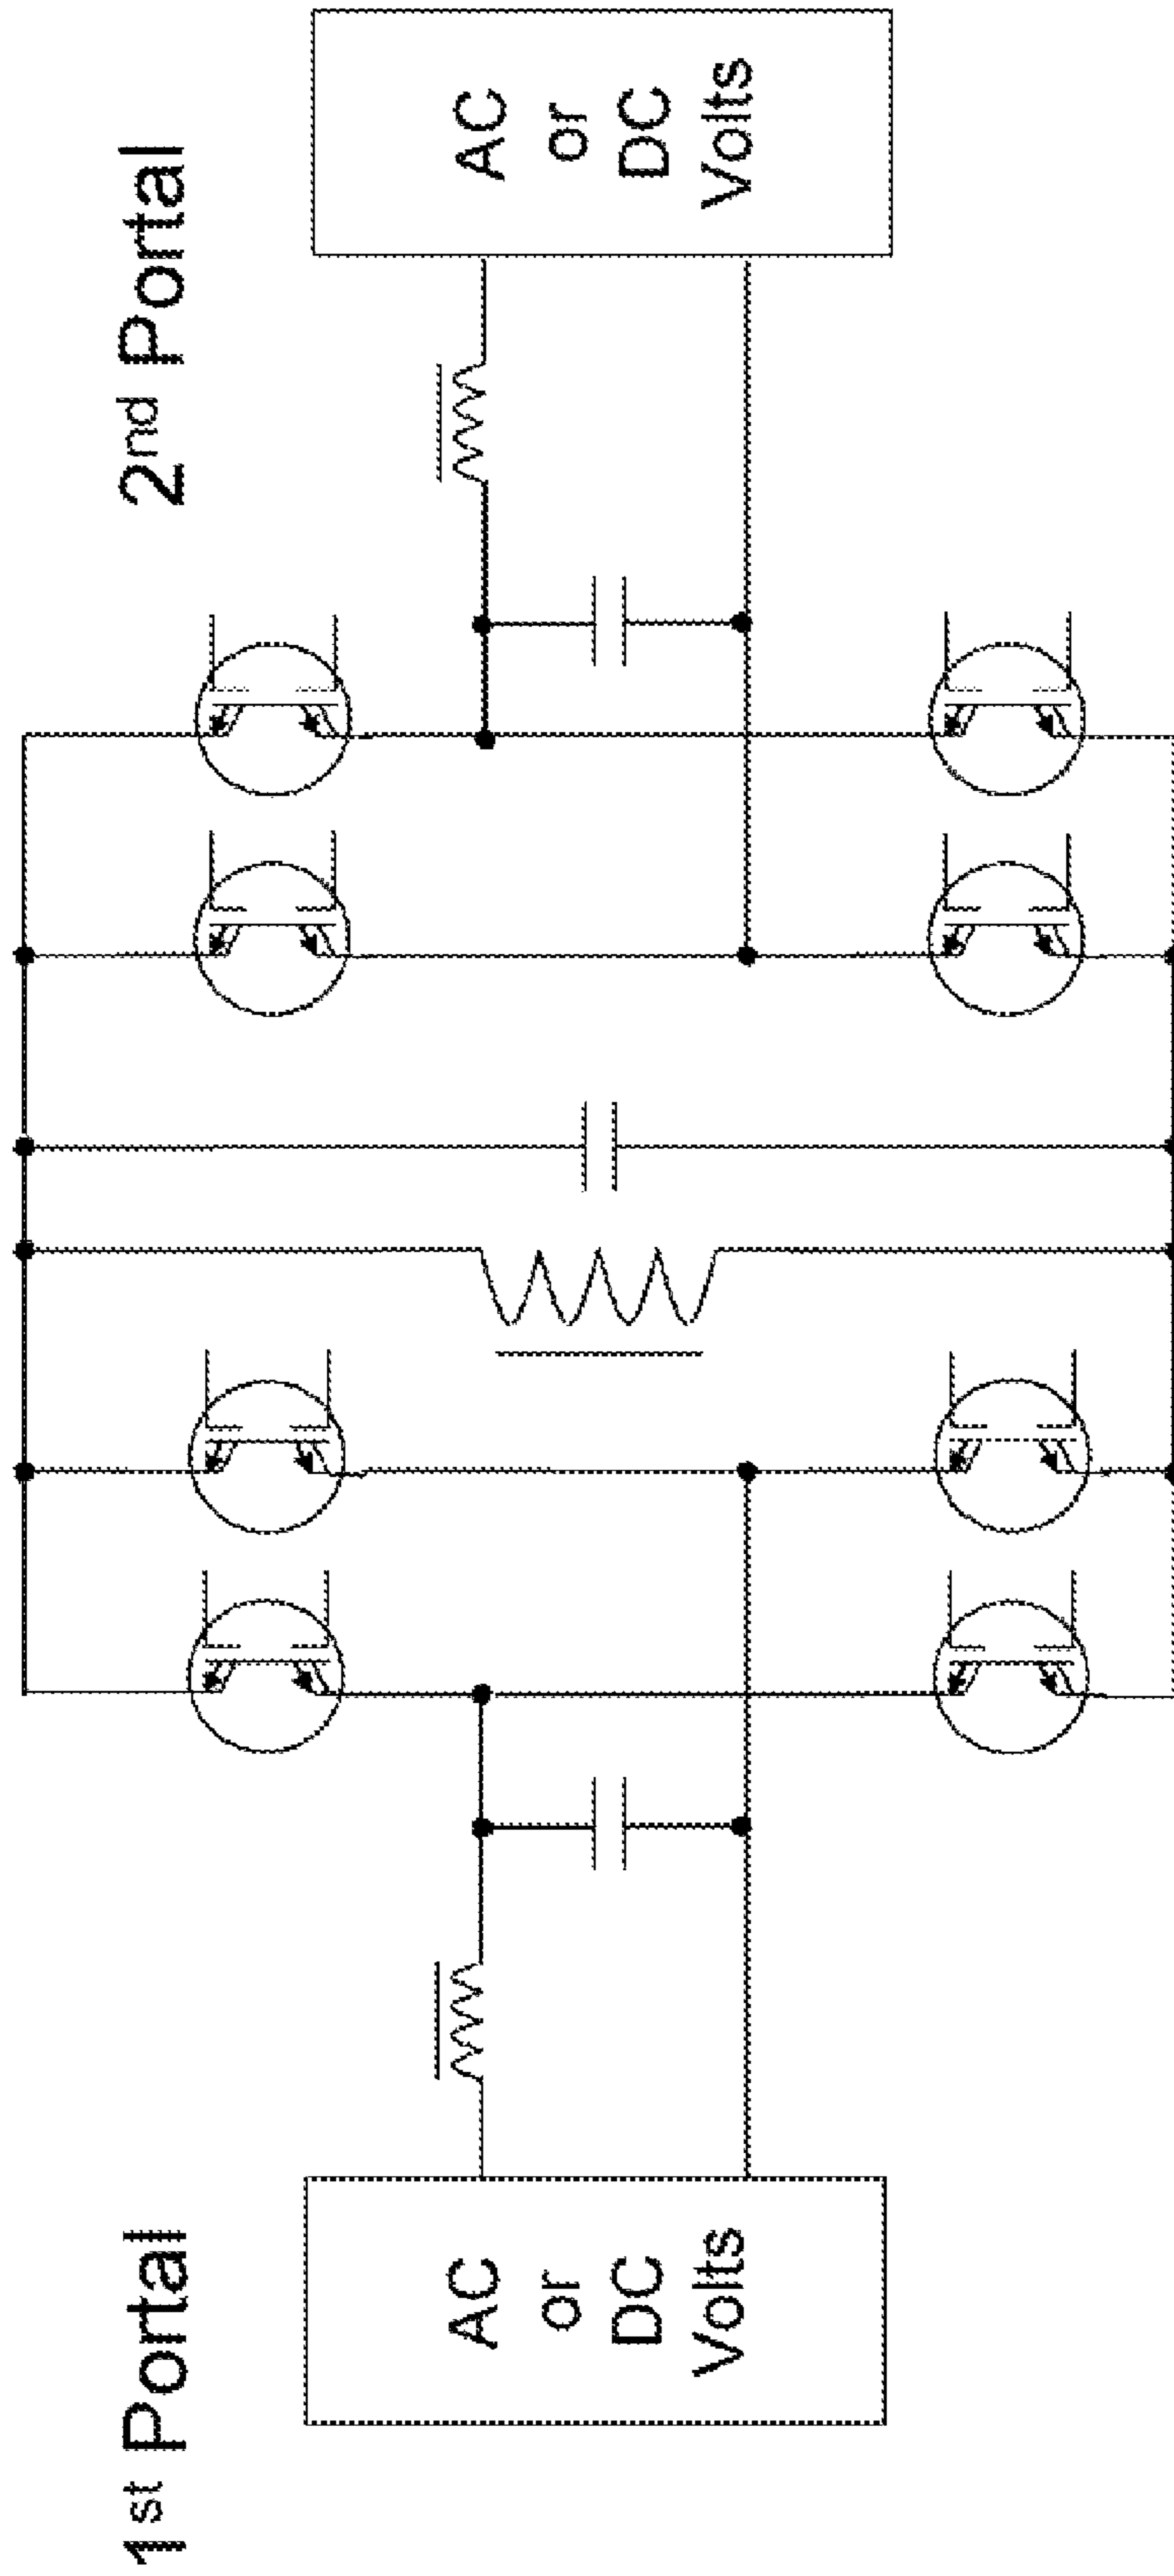 1st Portal
AC
or
DC
Volts
2nd Portal
AC
or
DC
Volts